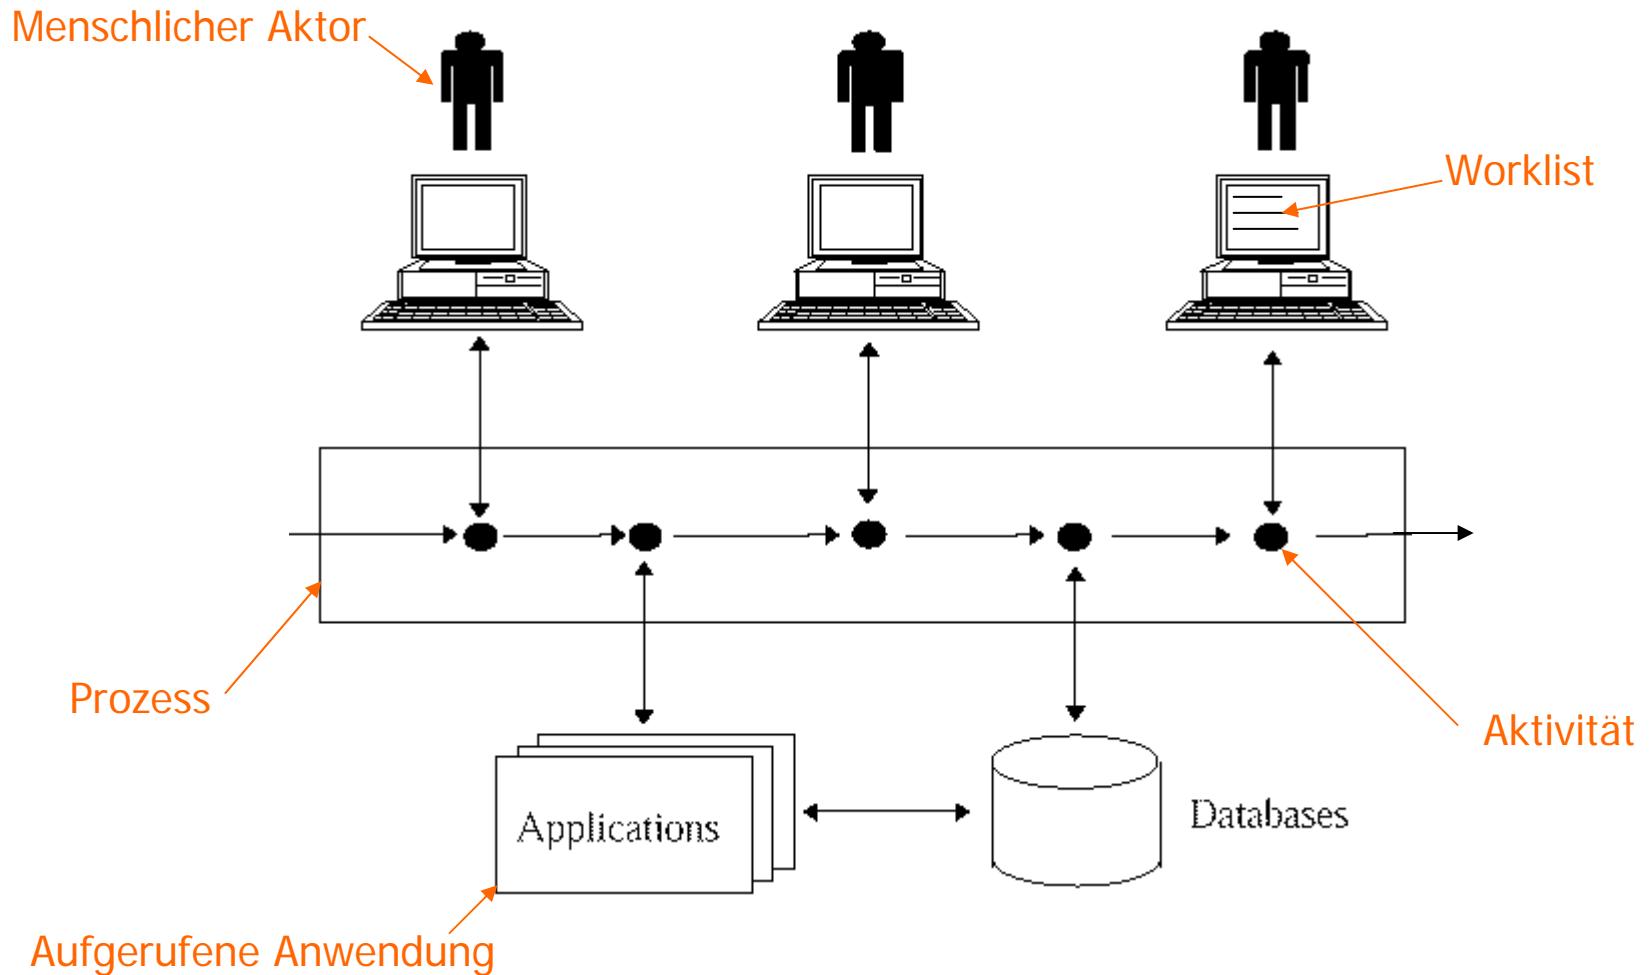 Menschlicher Aktor
Worklist
Prozess
Aktivität
Applications
Databases
Aufgerufene Anwendung